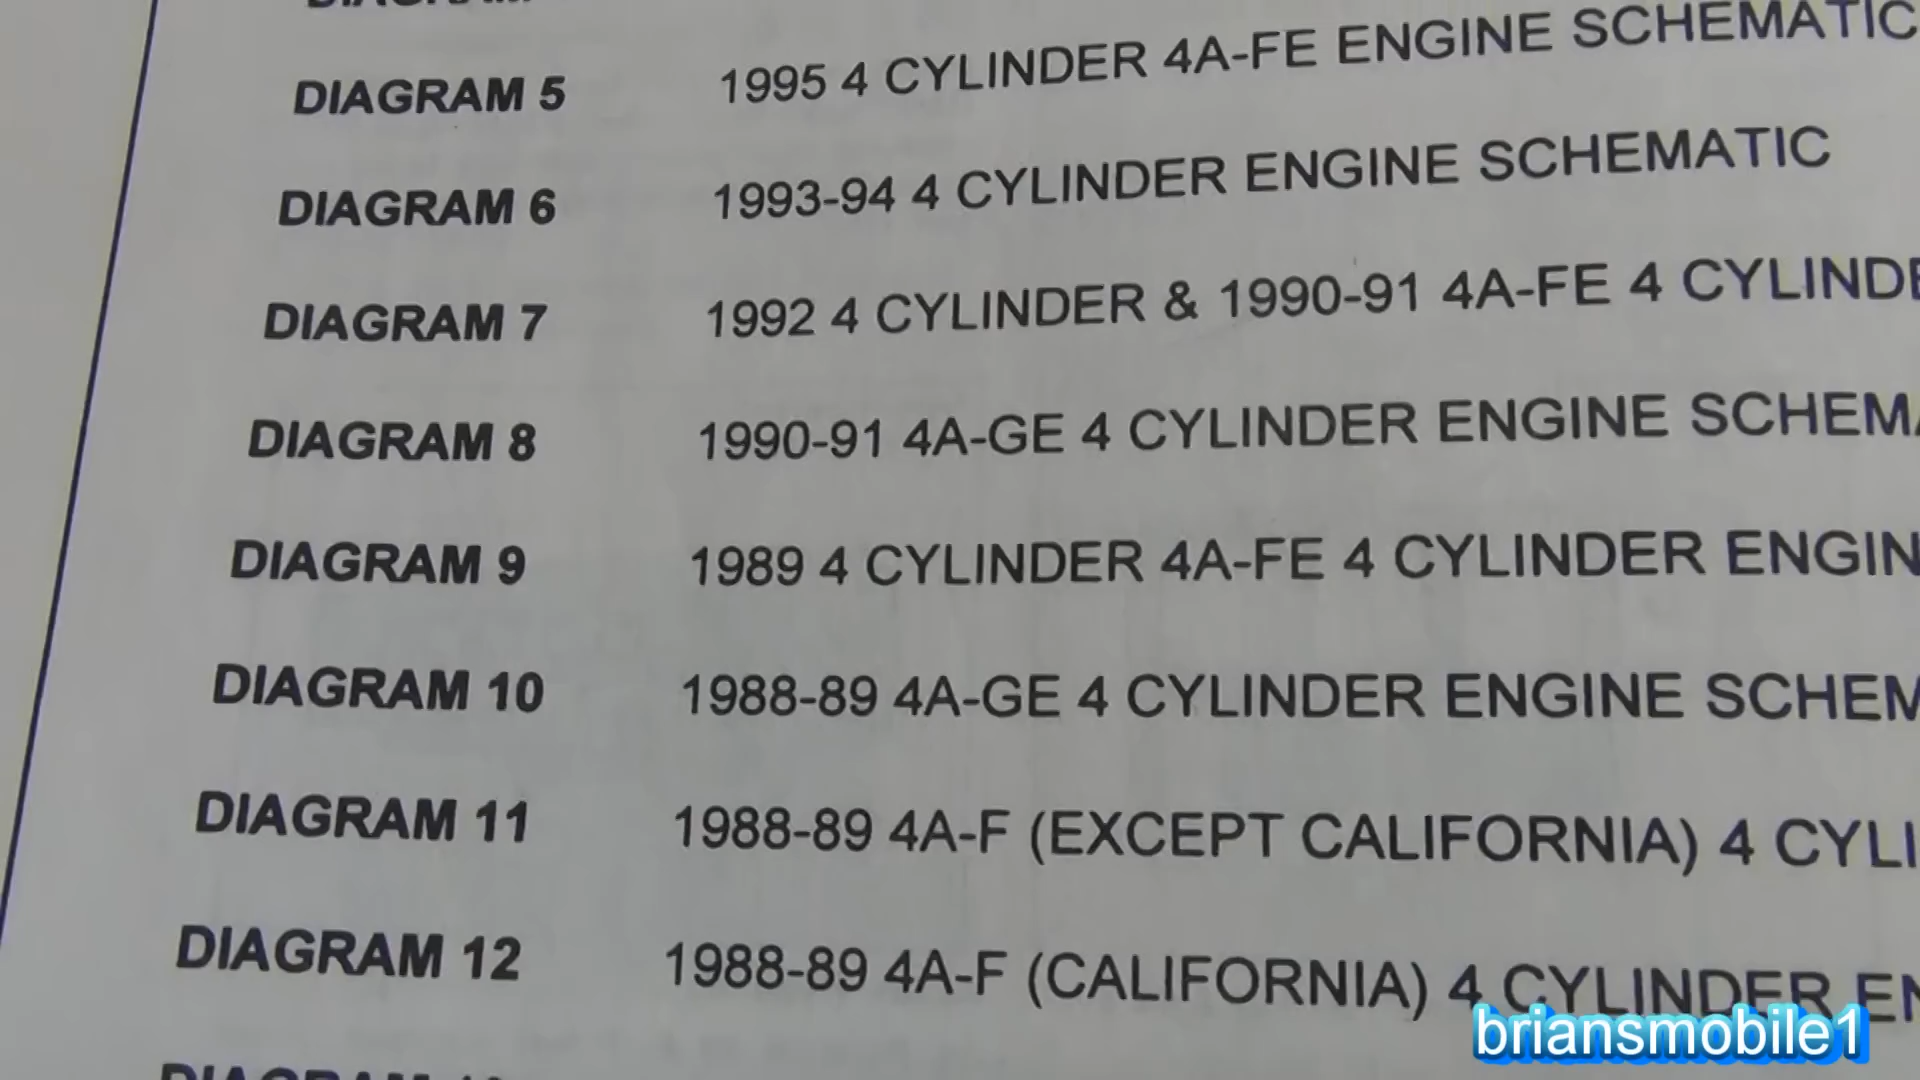 DIAGRAM 5 1995 4 CYLINDER 4A-FE ENGINE SCHEMATIC
DIAGRAM 6 1993-94 4 CYLINDER ENGINE SCHEMATIC
DIAGRAM 7 1992 4 CYLINDER & 1990-91 4A-FE 4 CYLINDE
DIAGRAM 8 1990-91 4A-GE 4 CYLINDER ENGINE SCHEMA
DIAGRAM 9 1989 4 CYLINDER 4A-FE 4 CYLINDER ENGIN
DIAGRAM 10 1988-89 4A-GE 4 CYLINDER ENGINE SCHEM
DIAGRAM 11 1988-89 4A-F (EXCEPT CALIFORNIA) 4 CYLI
DIAGRAM 12 1988-89 4A-F (CALIFORNIA) 4 CYLINDER EN
briansmobile1